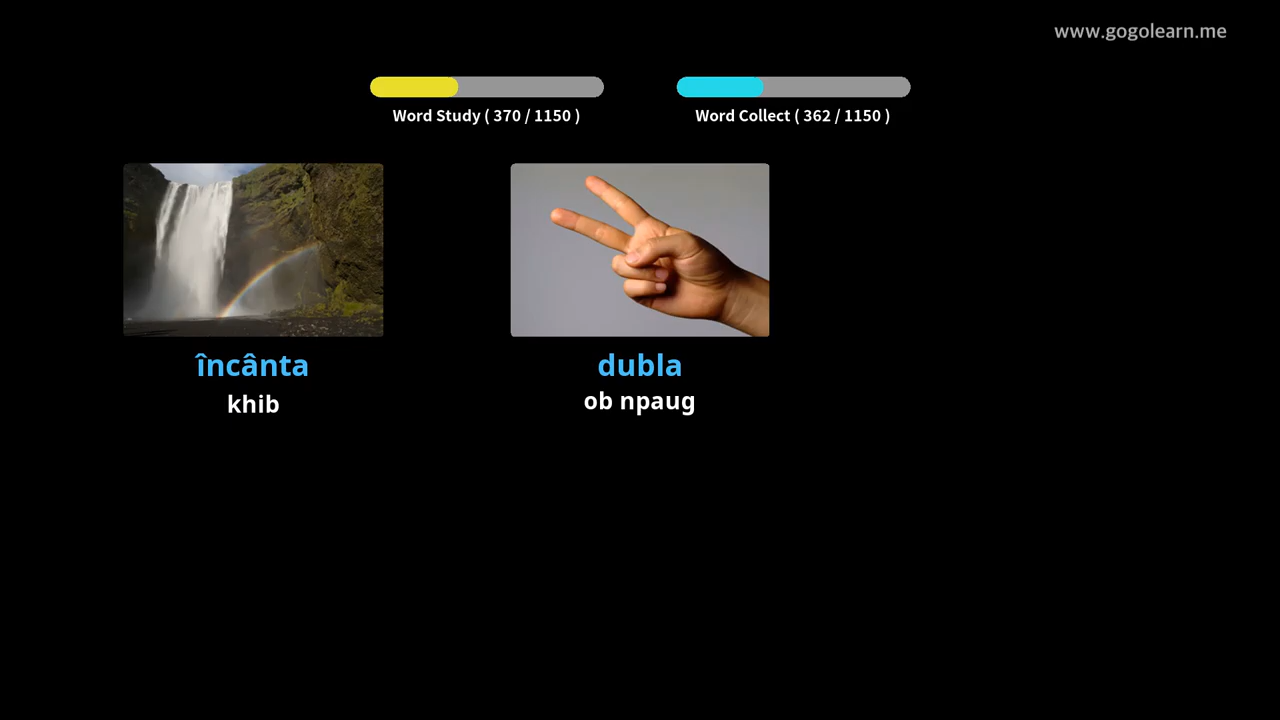 www.gogolearn.me
Word Study ( 370 / 1150 )
Word Collect ( 362 / 1150 )
încânta
khib
dubla
ob npaug